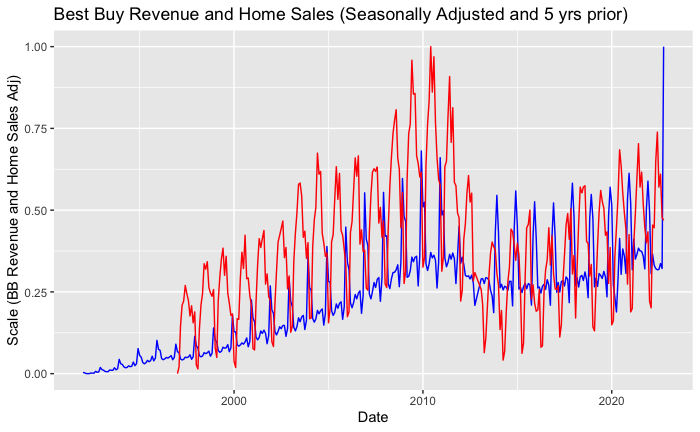 Best Buy Revenue and Home Sales (Seasonally Adjusted and 5 yrs prior)
1.00
0.75
0.50
0.25
0.00
Scale (BB Revenue and Home Sales Adj)
2000
2010
2020
Date